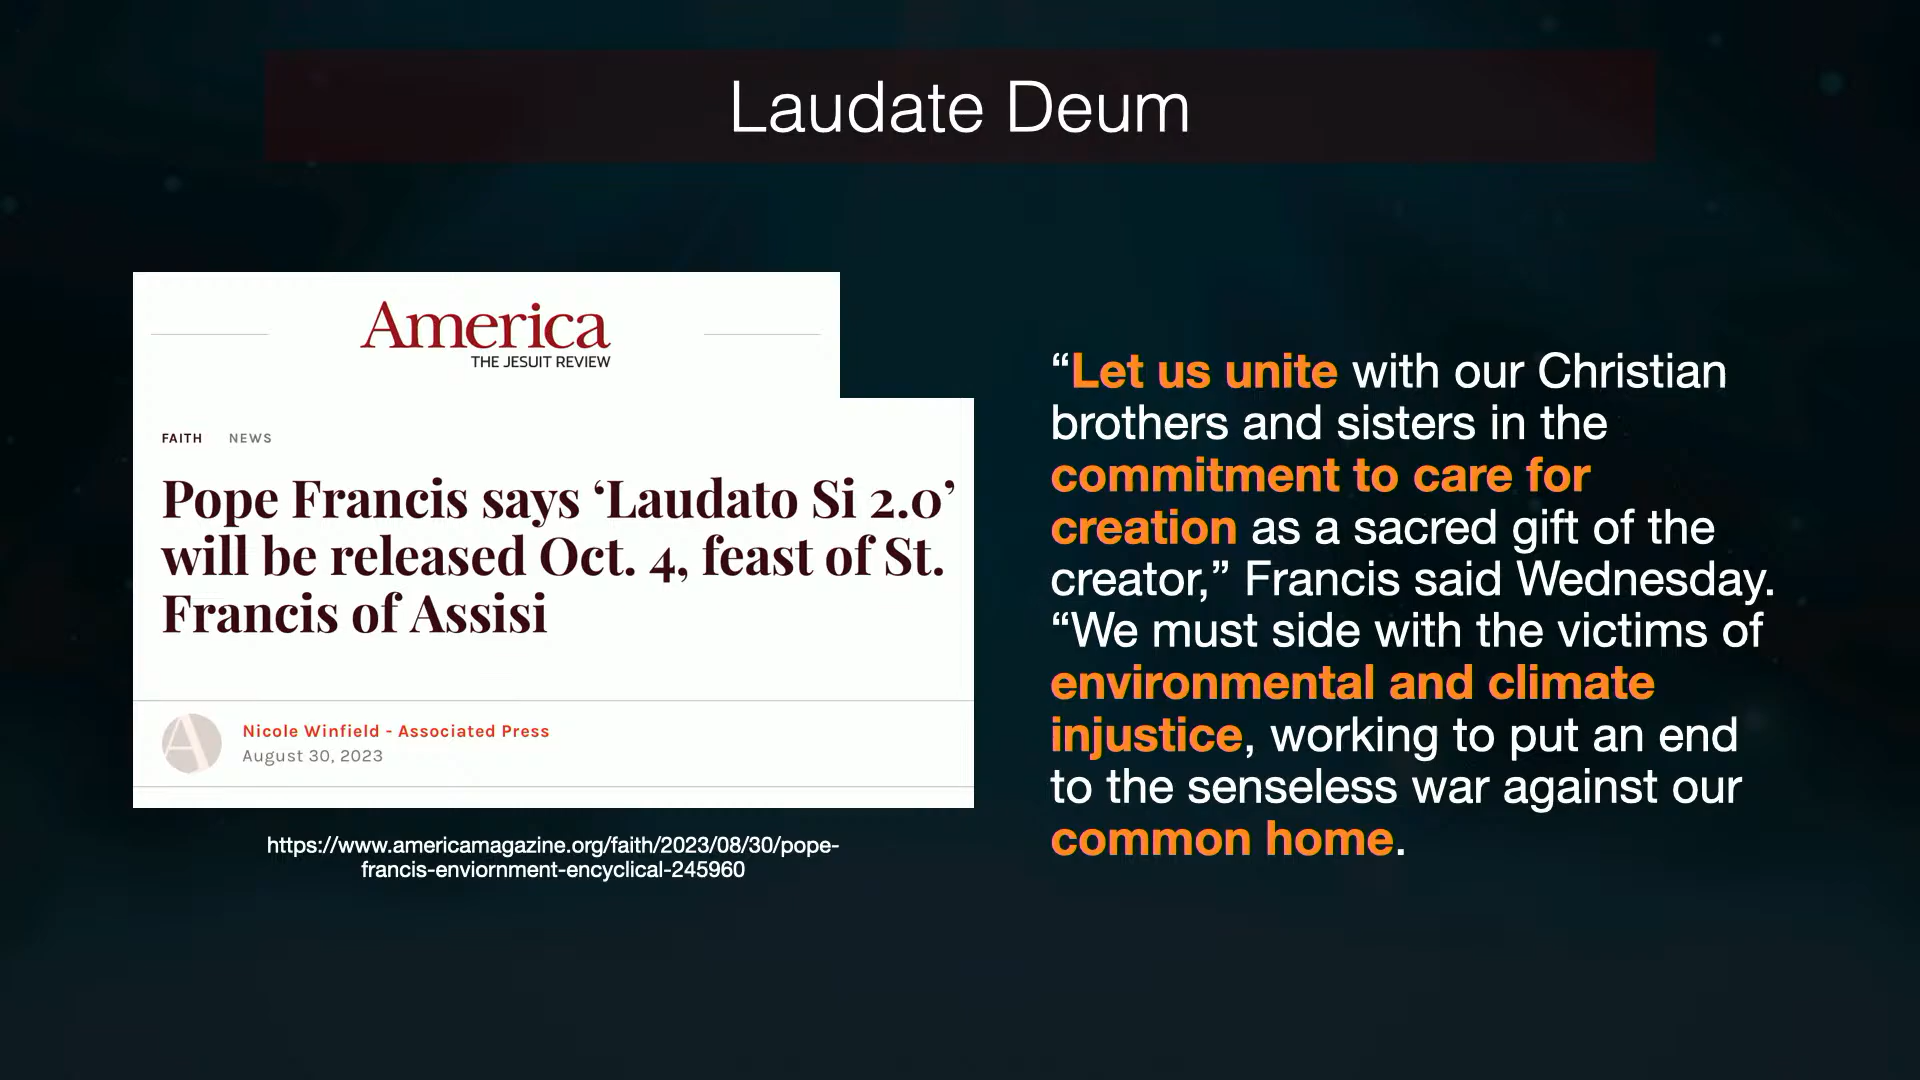 Laudate Deum
America
THE JESUIT REVIEW
FAITH NEWS
Pope Francis says ‘Laudato Si 2.0’
will be released Oct. 4, feast of St.
Francis of Assisi
Nicole Winfield - Associated Press
August 30, 2023
https://www.americamagazine.org/faith/2023/08/30/pope-
francis-enviornment-encyclical-245960
“Let us unite with our Christian
brothers and sisters in the
commitment to care for
creation as a sacred gift of the
creator,” Francis said Wednesday.
“We must side with the victims of
environmental and climate
injustice, working to put an end
to the senseless war against our
common home.